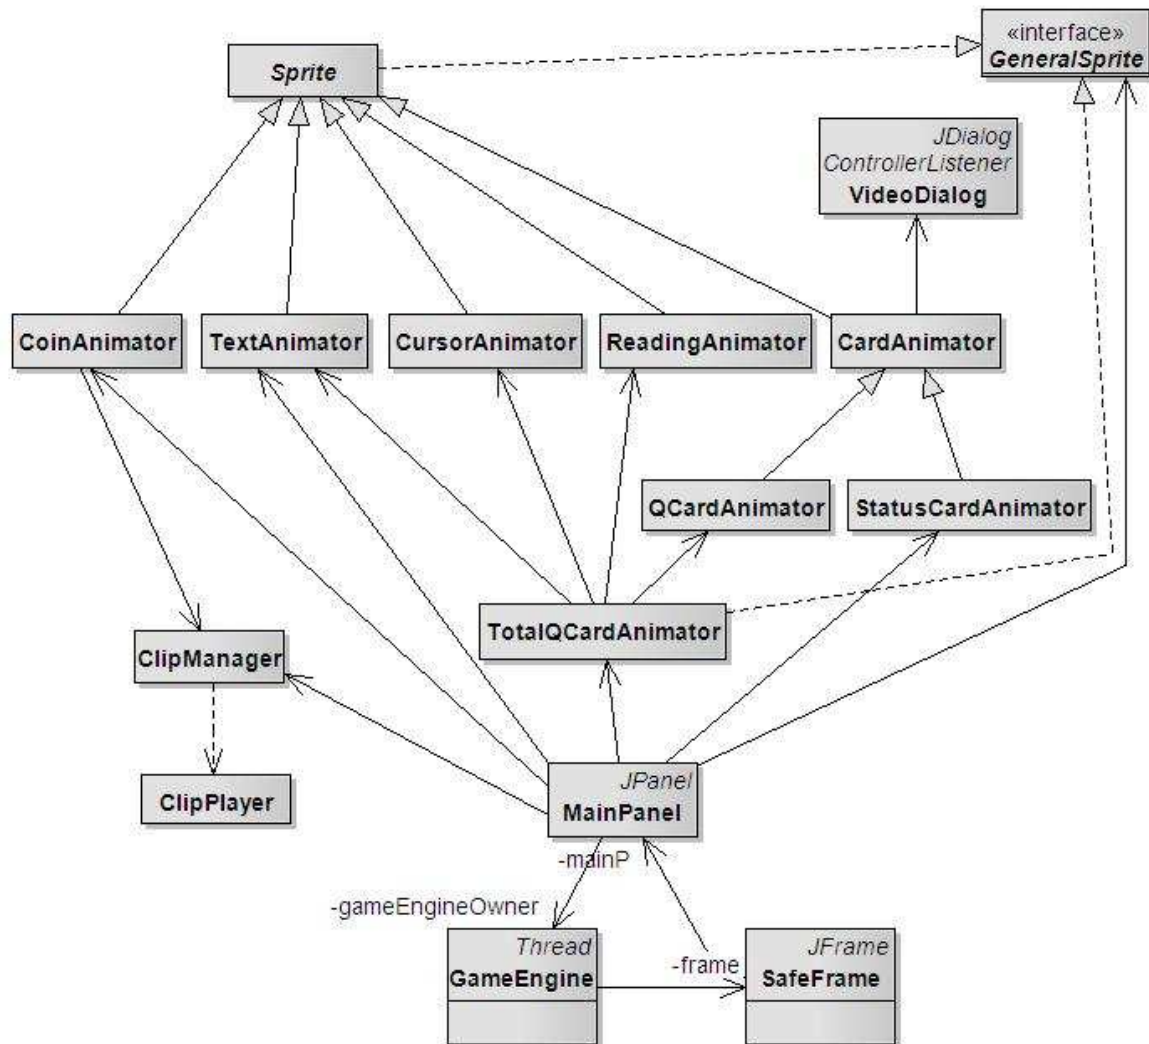 «interface»
GeneralSprite
Sprite
JDialog
ControllerListener
VideoDialog
CoinAnimator
TextAnimator
CursorAnimator
ReadingAnimator
CardAnimator
QCardAnimator
StatusCardAnimator
TotalQCardAnimator
ClipManager
ClipPlayer
JPanel
MainPanel
-mainP
-gameEngineOwner
Thread
GameEngine
-frame
JFrame
SafeFrame